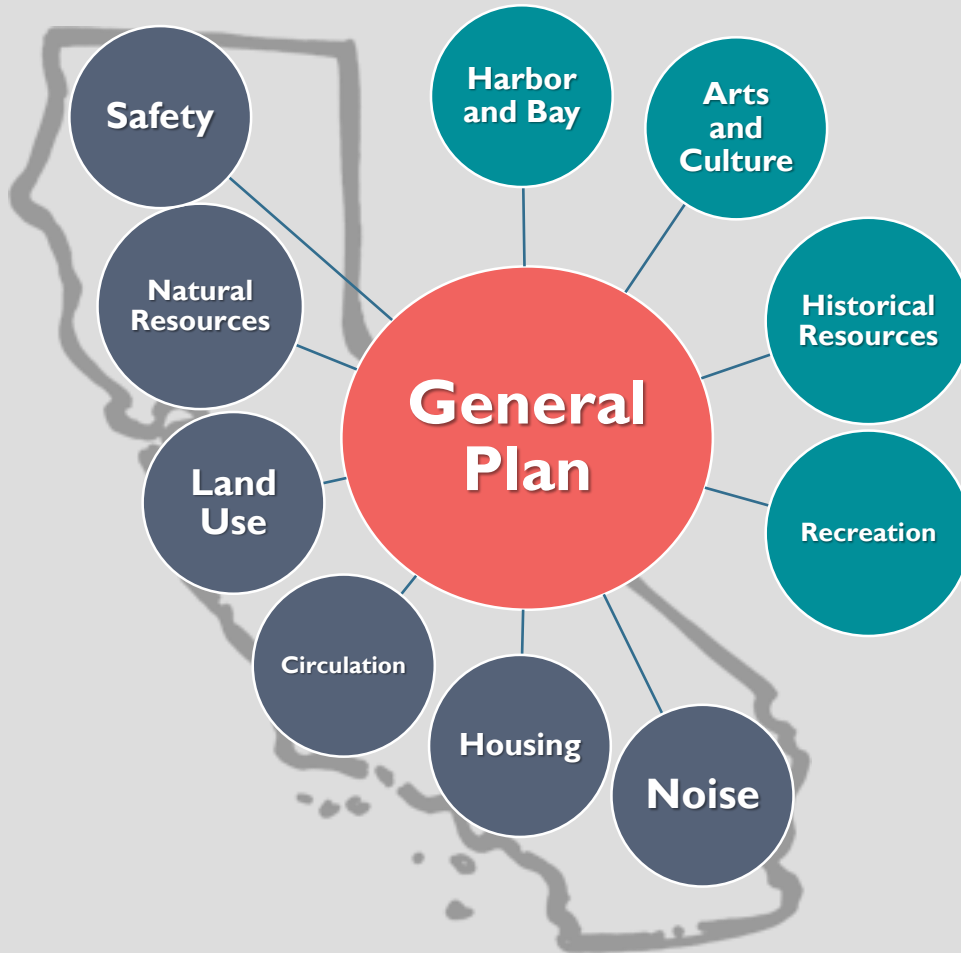 Safety
Harbor
and Bay
Arts
and
Culture
Natural
Resources
Historical
Resources
General
Plan
Land
Use
Recreation
Circulation
Housing
Noise